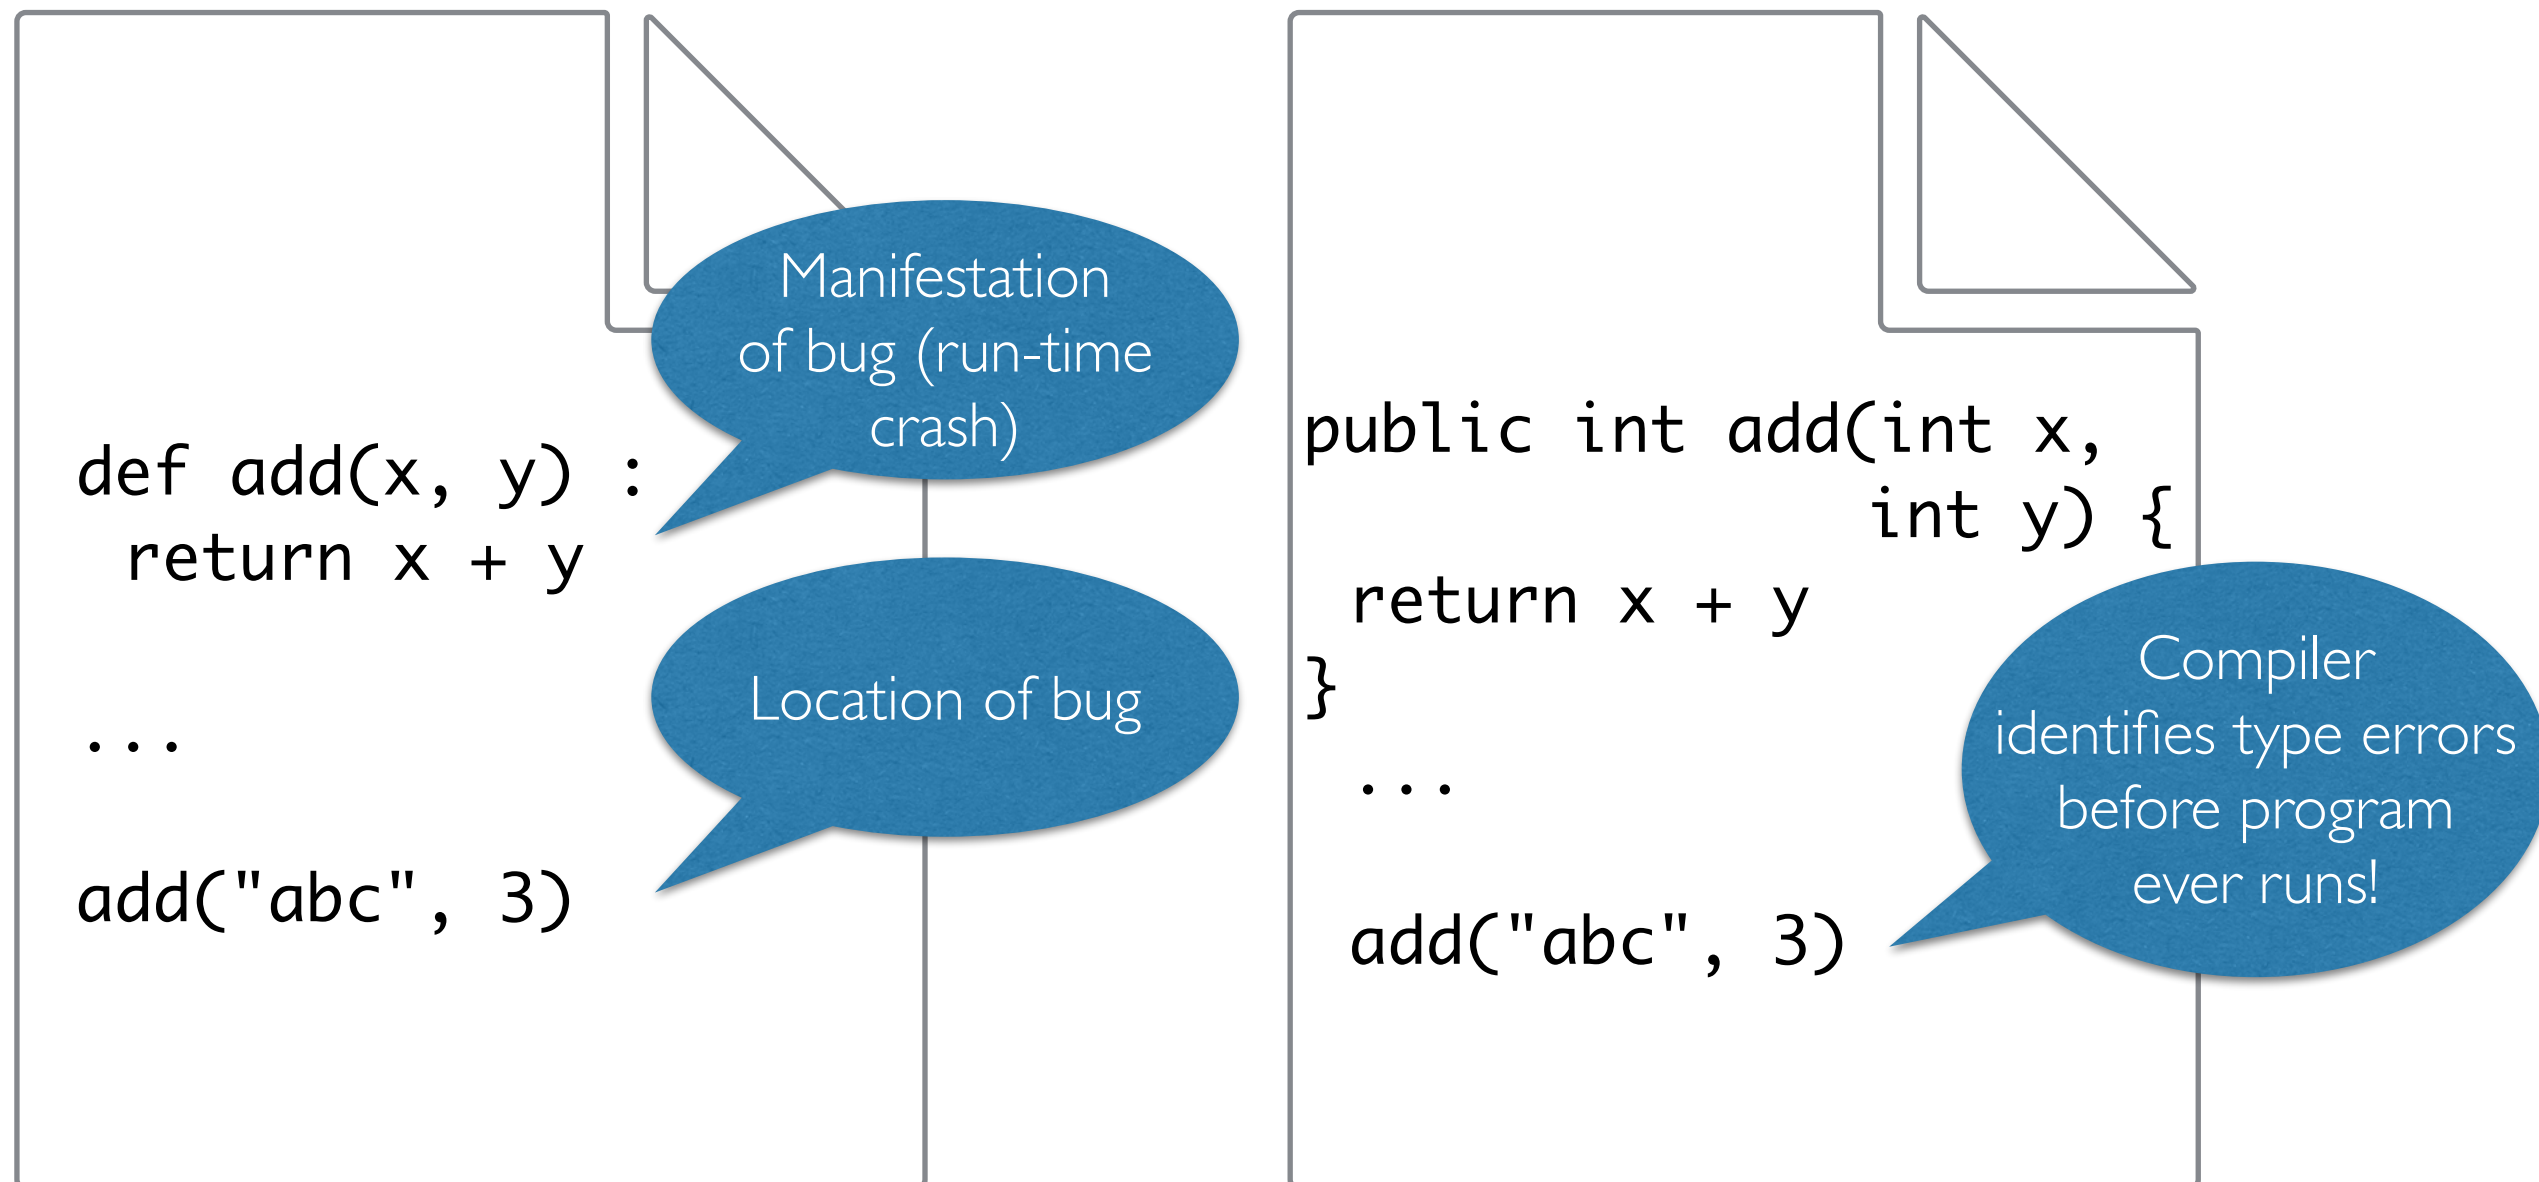 def add(x, y) :
return x + y
...
add("abc", 3)
Manifestation
of bug (run-time
crash)
Location of bug
public int add(int x,
int y) {
return x + y
}
...
add("abc", 3)
Compiler
identifies type errors
before program
ever runs!